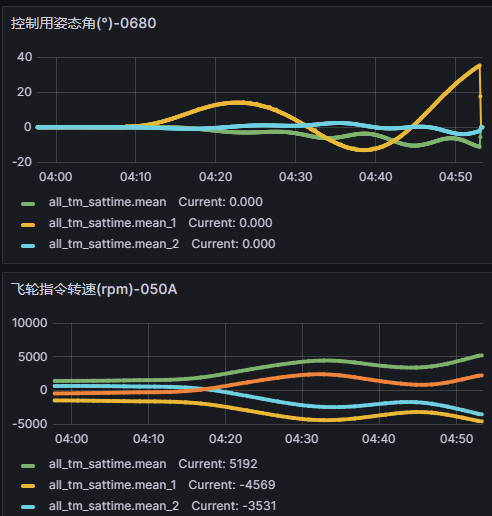 控制用姿态角(°)-0680
40
20
0
-20
04:00 04:10 04:20 04:30 04:40 04:50
all_tm_sattime.mean Current: 0.000
all_tm_sattime.mean_1 Current: 0.000
all_tm_sattime.mean_2 Current: 0.000
飞轮指令转速(rpm)-050A
10000
5000
0
-5000
04:00 04:10 04:20 04:30 04:40 04:50
all_tm_sattime.mean Current: 5192
all_tm_sattime.mean_1 Current: -4569
all_tm_sattime.mean_2 Current: -3531